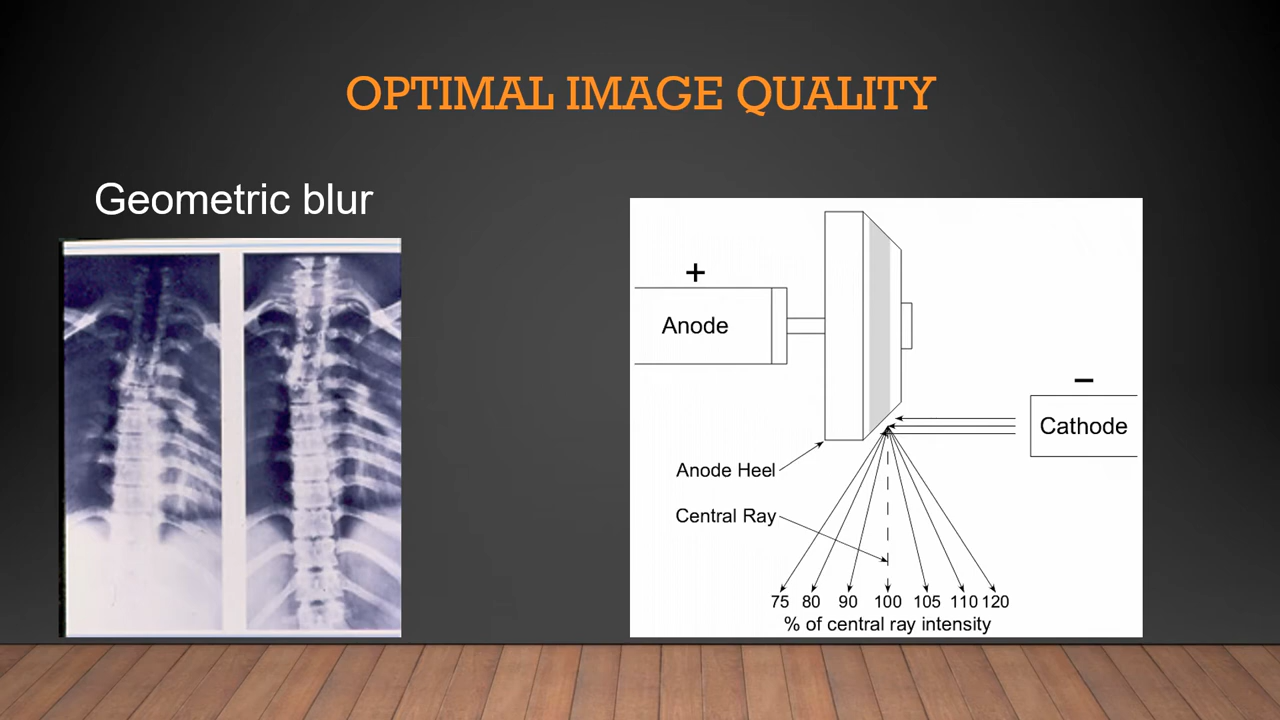 OPTIMAL IMAGE QUALITY
Geometric blur
+
Anode
−
Cathode
Anode Heel
Central Ray
75 80 90 100 105 110 120
% of central ray intensity